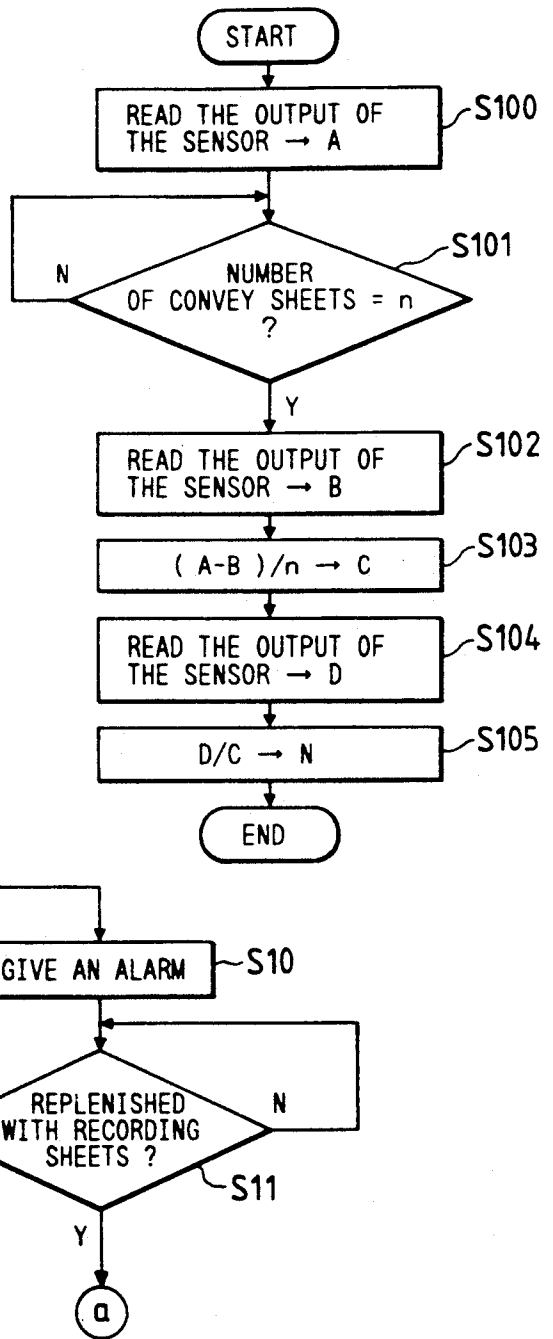 START
READ THE OUTPUT OF
THE SENSOR → A
S100
S101
N
NUMBER
OF CONVEY SHEETS = n
?
Y
READ THE OUTPUT OF
THE SENSOR → B
S102
( A-B )/n → C
S103
READ THE OUTPUT OF
THE SENSOR → D
S104
D/C → N
S105
END
GIVE AN ALARM
S10
REPLENISHED
WITH RECORDING
SHEETS ?
N
S11
Y
a